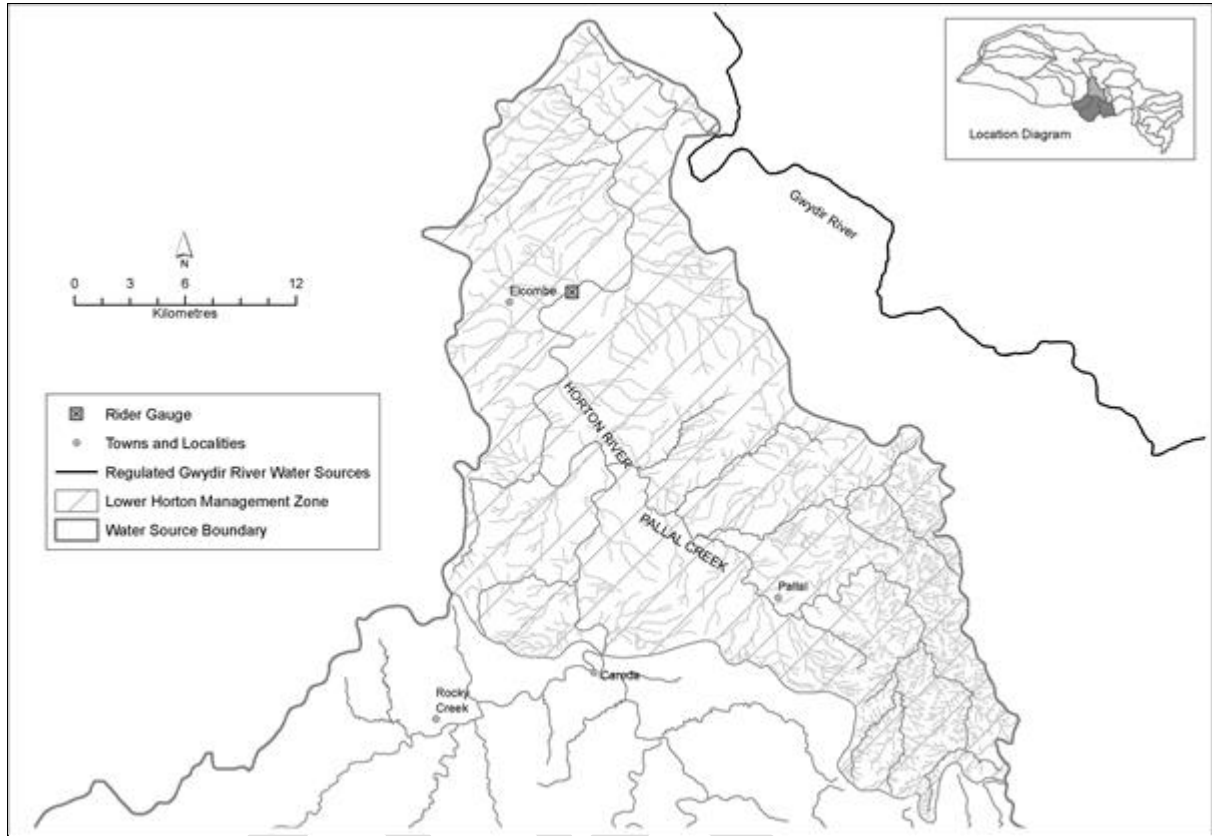 Location Diagram
Gwydir River
N
0 3 6 12
Kilometres
Elcombe
HORTON RIVER
Rider Gauge
Towns and Localities
Regulated Gwydir River Water Sources
Lower Horton Management Zone
Water Source Boundary
PALLAL CREEK
Pallal
Caroda
Rocky
Creek